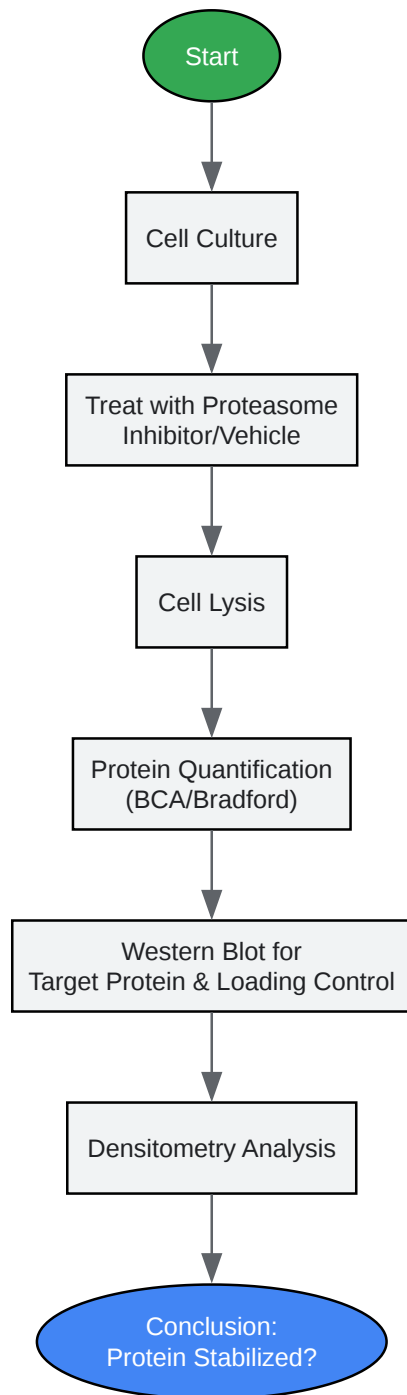 Start
Cell Culture
Treat with Proteasome
Inhibitor/Vehicle
Cell Lysis
Protein Quantification
(BCA/Bradford)
Western Blot for
Target Protein & Loading Control
Densitometry Analysis
Conclusion:
Protein Stabilized?